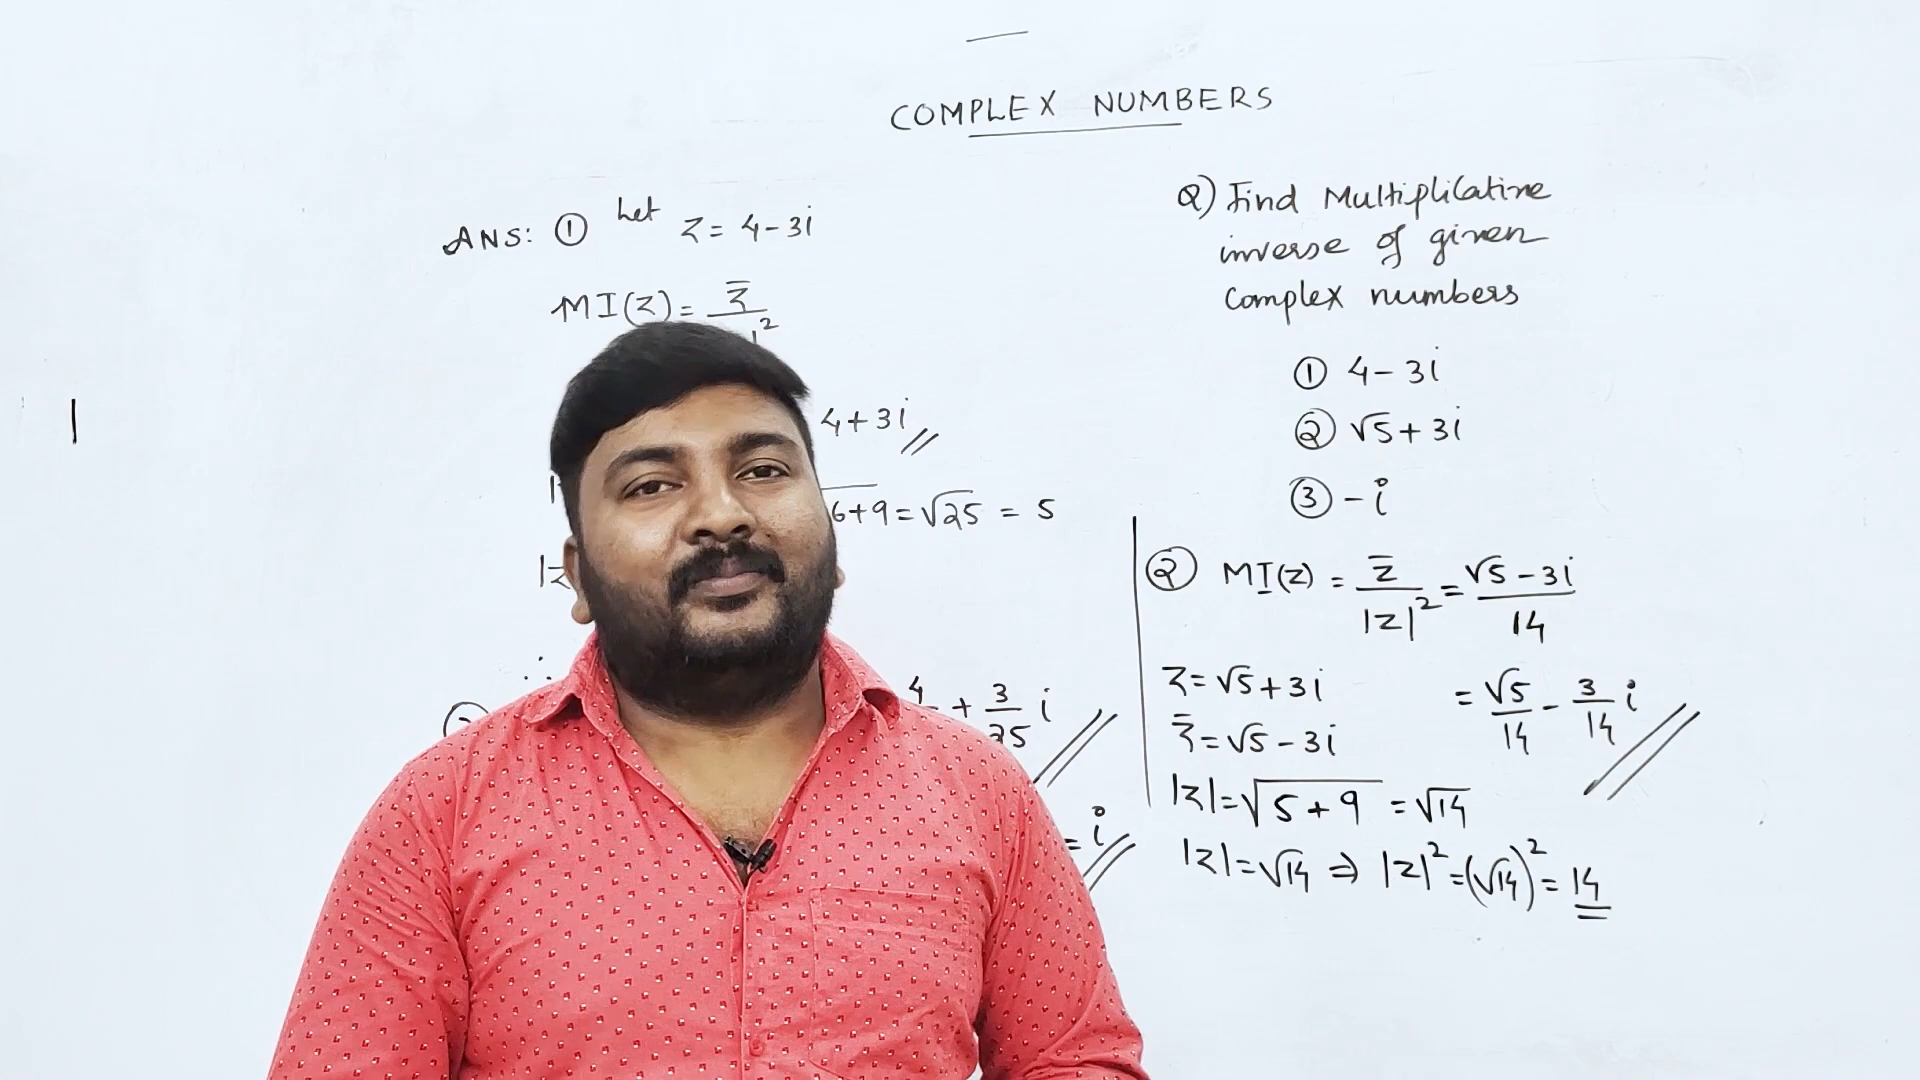 COMPLEX NUMBERS
ANS: ① Let z = 4 - 3i
MI(z) = z̅
2
4 + 3i
6 + 9 = √25 = 5
|z
∴
4 + 3/25 i
= i
Q) Find Multiplicative
inverse of given
complex numbers
① 4 - 3i
② √5 + 3i
③ - i
② MI(z) = z̅/|z|² = (√5 - 3i)/14
z = √5 + 3i
= √5/14 - 3/14 i
z̅ = √5 - 3i
|z| = √(5 + 9) = √14
|z| = √14 ⇒ |z|² = (√14)² = 14